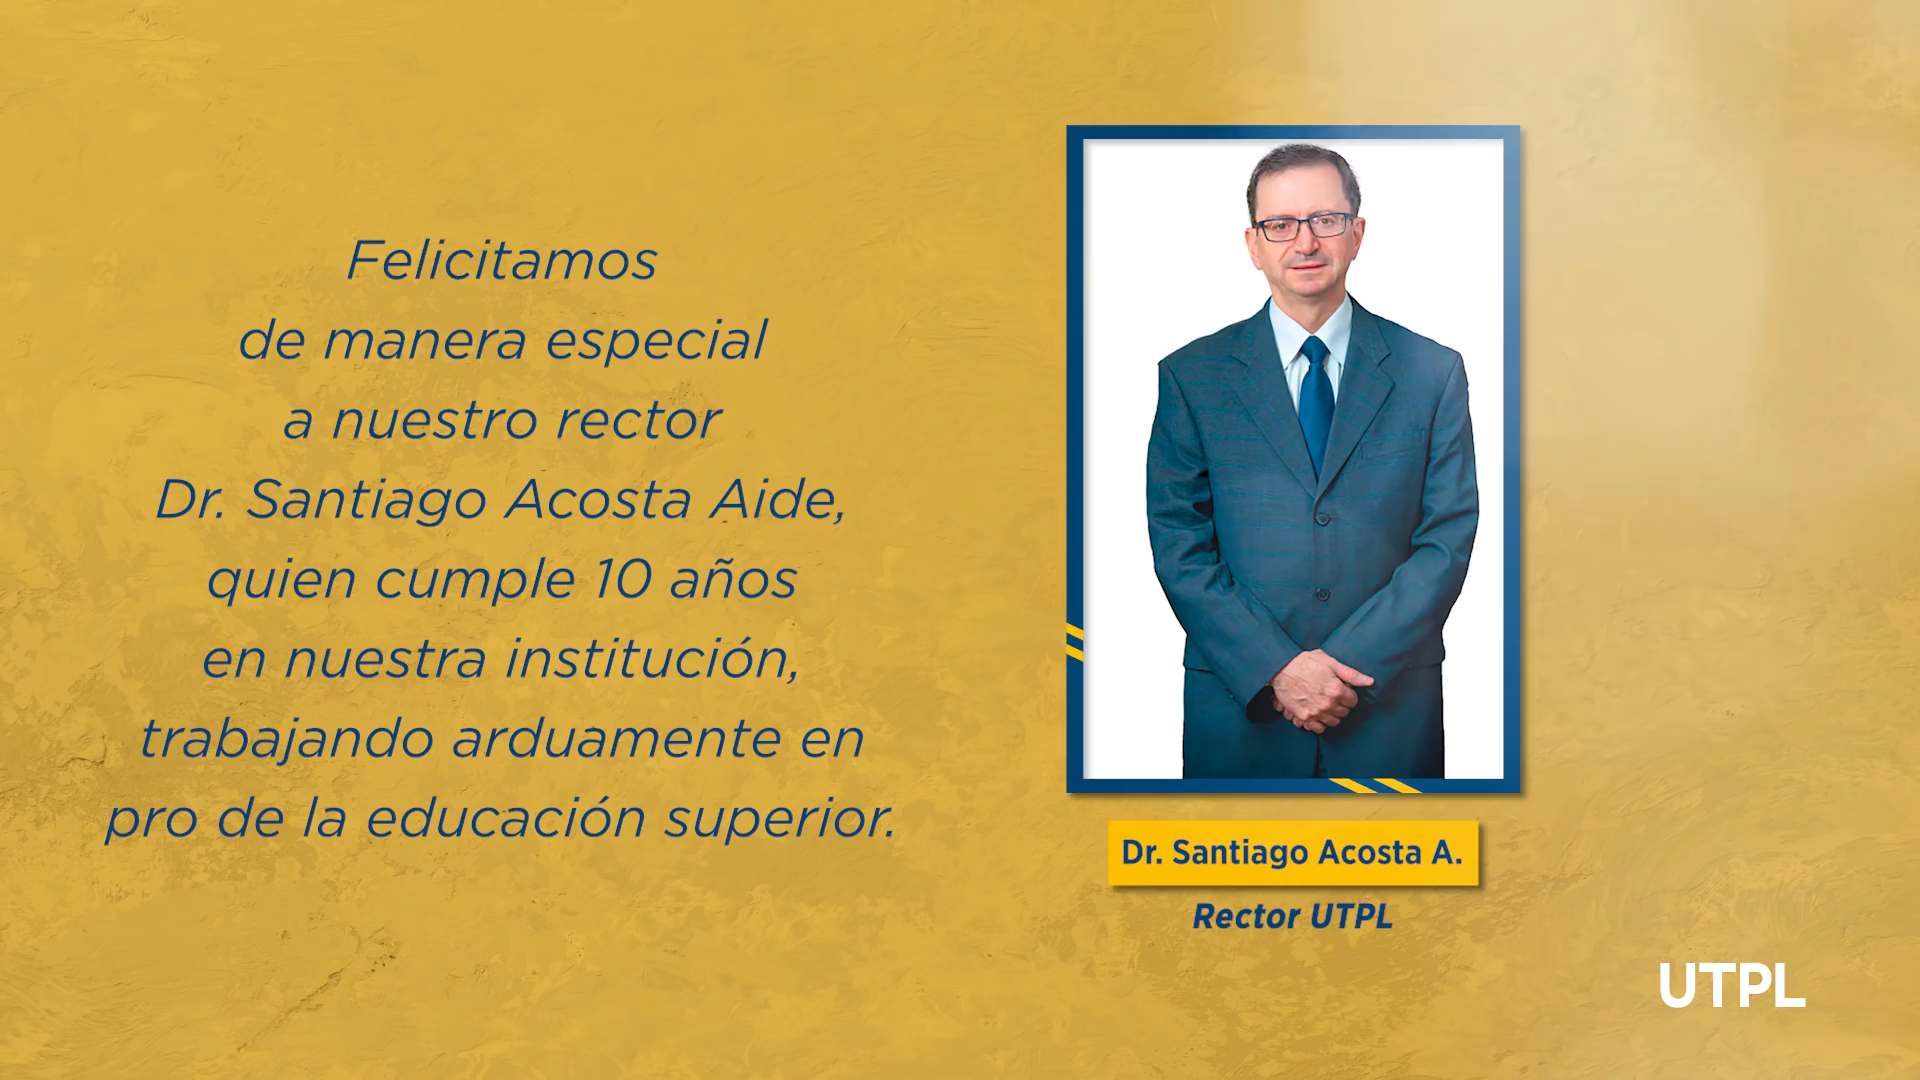 Felicitamos
de manera especial
a nuestro rector
Dr. Santiago Acosta Aide,
quien cumple 10 años
en nuestra institución,
trabajando arduamente en
pro de la educación superior.
Dr. Santiago Acosta A.
Rector UTPL
UTPL